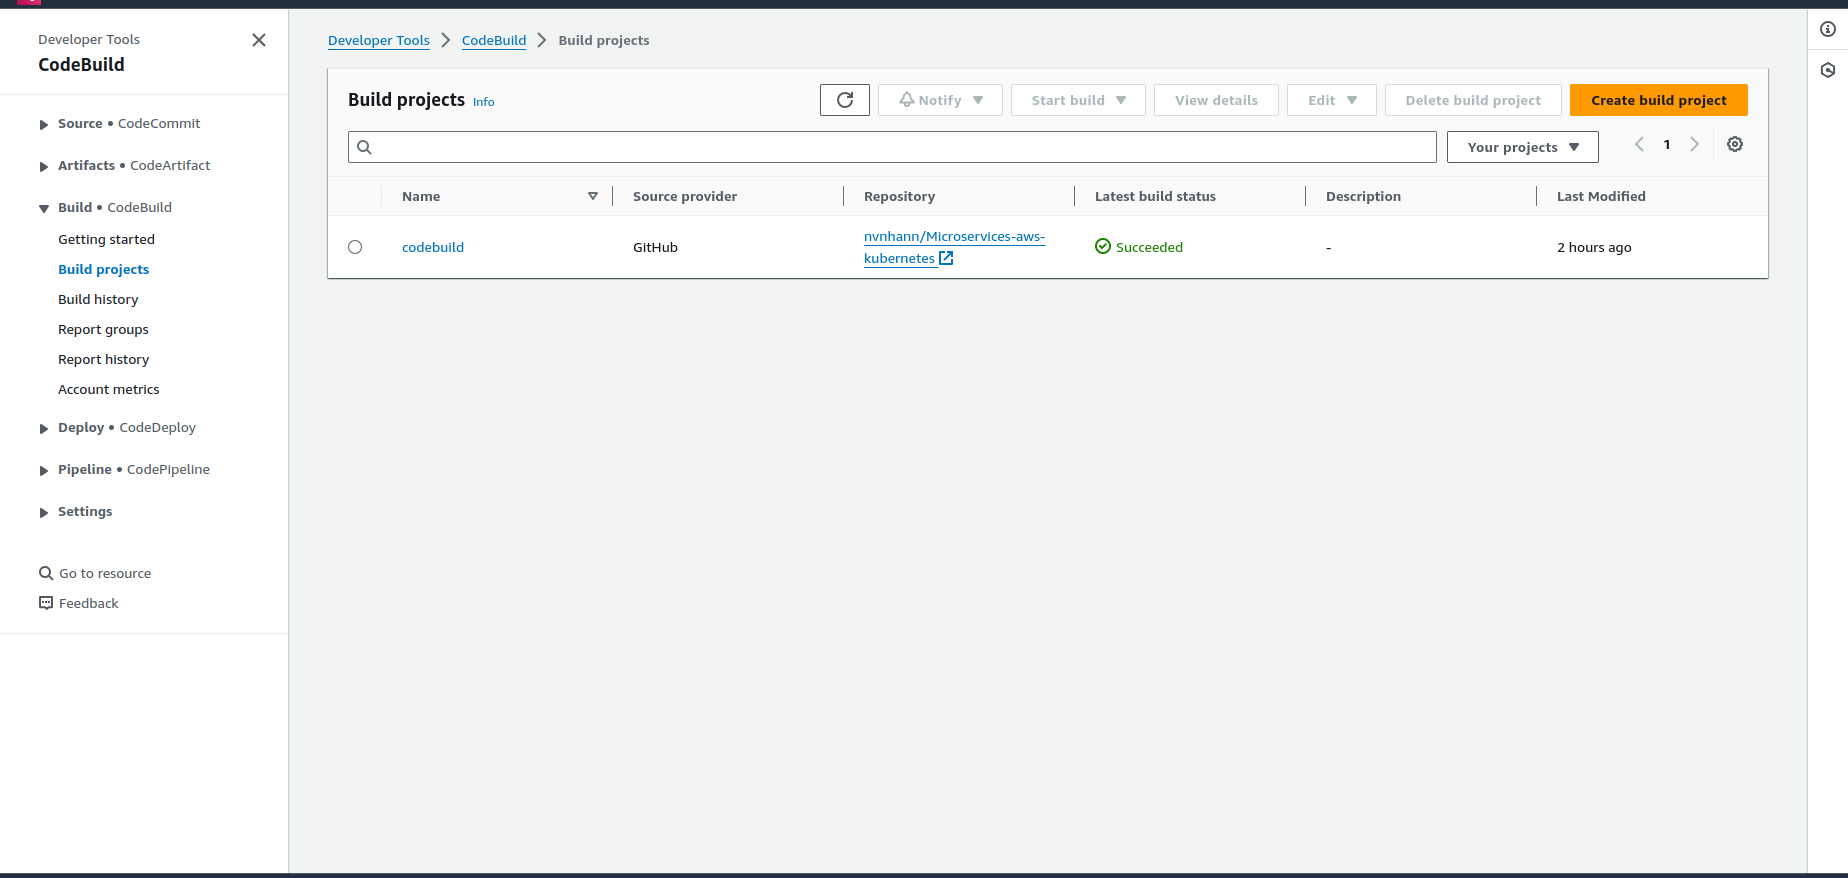 Developer Tools
CodeBuild
Source • CodeCommit
Artifacts • CodeArtifact
Build • CodeBuild
Getting started
Build projects
Build history
Report groups
Report history
Account metrics
Deploy • CodeDeploy
Pipeline • CodePipeline
Settings
Go to resource
Feedback
Developer Tools CodeBuild Build projects
Build projects Info
Notify Start build View details Edit Delete build project Create build project
Your projects 1
Name Source provider Repository Latest build status Description Last Modified
codebuild GitHub nvnhann/Microservices-aws- Succeeded - 2 hours ago
kubernetes